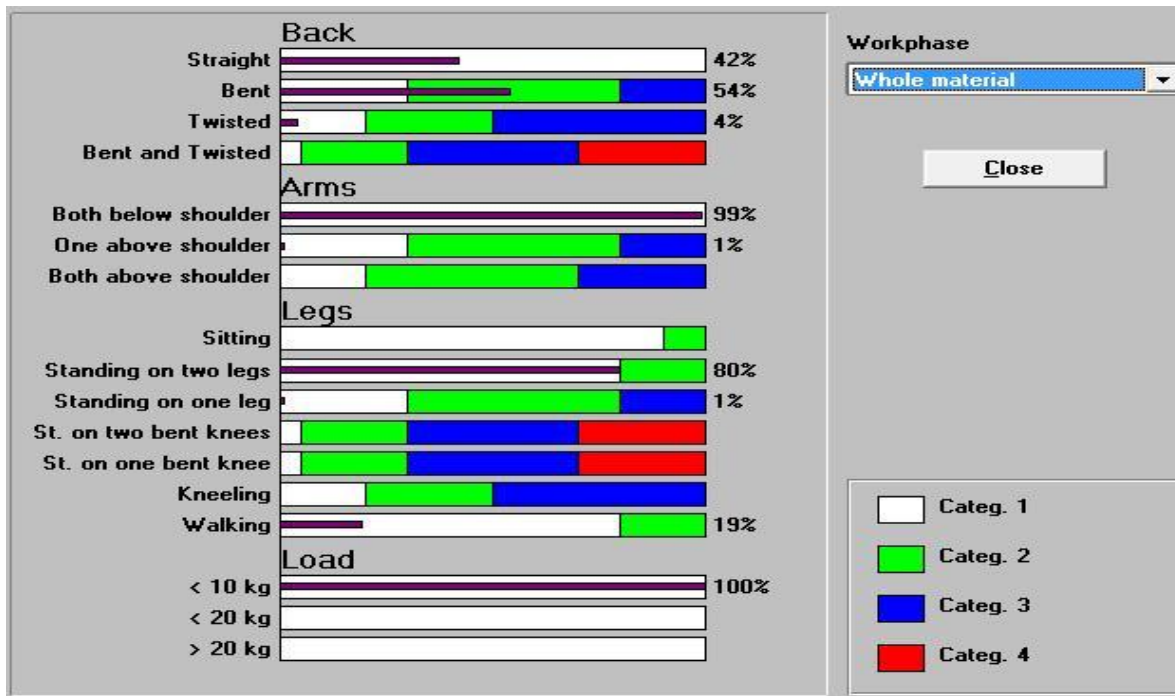 Back
Straight 42%
Bent 54%
Twisted 4%
Bent and Twisted
Arms
Both below shoulder 99%
One above shoulder 1%
Both above shoulder
Legs
Sitting
Standing on two legs 80%
Standing on one leg 1%
St. on two bent knees
St. on one bent knee
Kneeling
Walking 19%
Load
< 10 kg 100%
< 20 kg
> 20 kg
Workphase
Whole material
Close
Categ. 1
Categ. 2
Categ. 3
Categ. 4